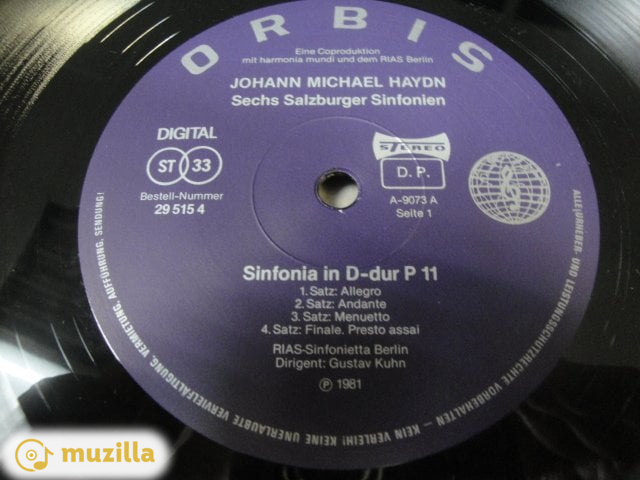 ORBIS
Eine Coproduktion
mit harmonia mundi und dem RIAS Berlin
JOHANN MICHAEL HAYDN
Sechs Salzburger Sinfonien
DIGITAL
ST 33
Bestell-Nummer
29 515 4
STEREO
D. P.
A-9073 A
Seite 1
Sinfonia in D-dur P 11
1. Satz: Allegro
2. Satz: Andante
3. Satz: Menuetto
4. Satz: Finale. Presto assai
RIAS-Sinfonietta Berlin
Dirigent: Gustav Kuhn
℗ 1981
ALLE URHEBER- UND LEISTUNGSSCHUTZRECHTE VORBEHALTEN – KEIN VERLEIH! KEINE UNERLAUBTE VERVIELFÄLTIGUNG, VERMIETUNG, AUFFÜHRUNG, SENDUNG!
muzilla